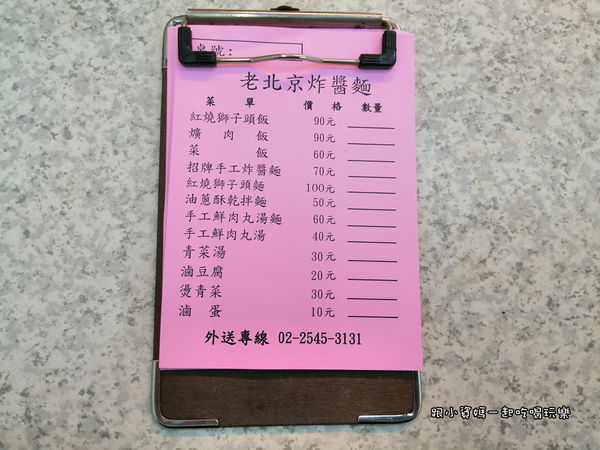 桌號:
老北京炸醬麵
菜單 價格 數量
紅燒獅子頭飯 90元
爌肉飯 90元
菜飯 60元
招牌手工炸醬麵 70元
紅燒獅子頭麵 100元
油蔥酥乾拌麵 50元
手工鮮肉丸湯麵 60元
手工鮮肉丸湯 40元
青菜湯 30元
滷豆腐 20元
燙青菜 30元
滷蛋 10元
外送專線 02-2545-3131
跟小資媽一起吃喝玩樂